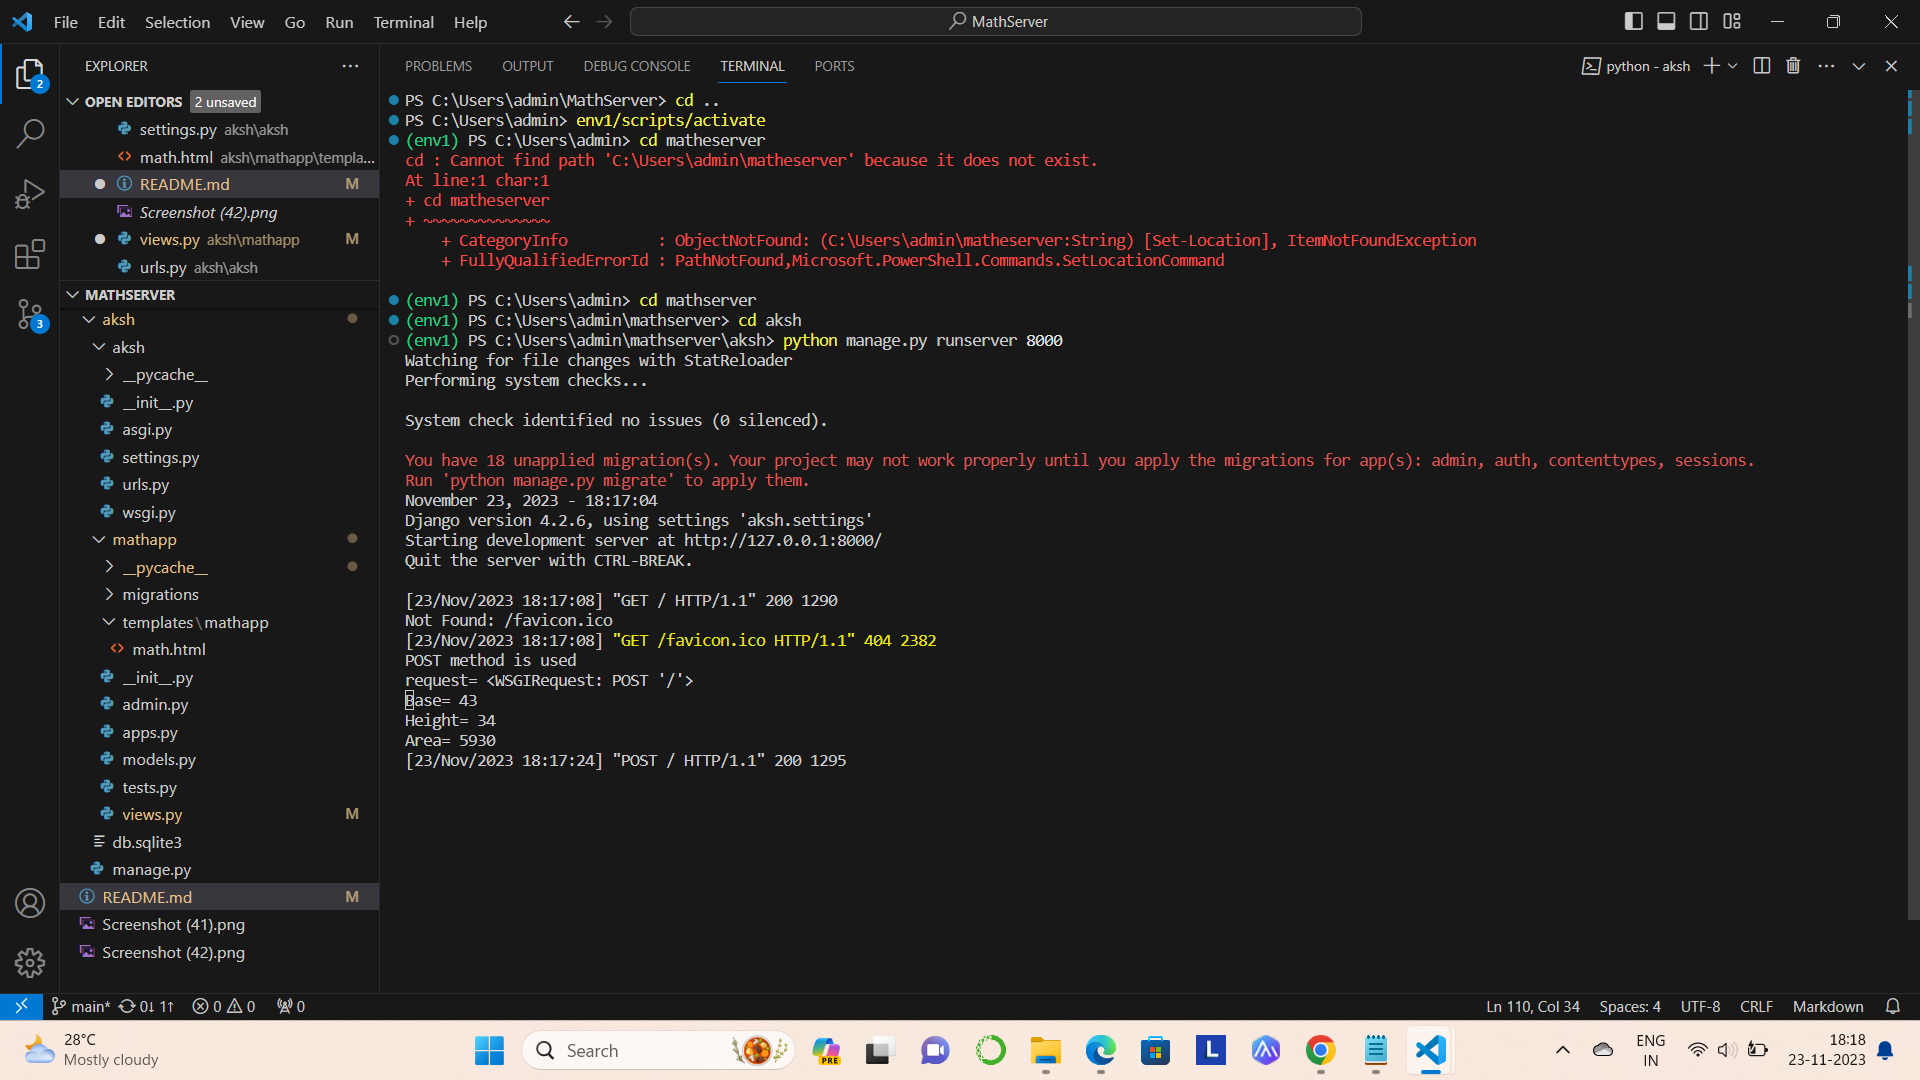 File Edit Selection View Go Run Terminal Help
MathServer
EXPLORER
OPEN EDITORS 2 unsaved
settings.py aksh\aksh
math.html aksh\mathapp\templa...
README.md M
Screenshot (42).png
views.py aksh\mathapp M
urls.py aksh\aksh
MATHSERVER
aksh
aksh
__pycache__
__init__.py
asgi.py
settings.py
urls.py
wsgi.py
mathapp
__pycache__
migrations
templates\mathapp
math.html
__init__.py
admin.py
apps.py
models.py
tests.py
views.py M
db.sqlite3
manage.py
README.md M
Screenshot (41).png
Screenshot (42).png
2
3
PROBLEMS OUTPUT DEBUG CONSOLE TERMINAL PORTS
python - aksh
PS C:\Users\admin\MathServer> cd ..
PS C:\Users\admin> env1/scripts/activate
(env1) PS C:\Users\admin> cd matheserver
cd : Cannot find path 'C:\Users\admin\matheserver' because it does not exist.
At line:1 char:1
+ cd matheserver
+ ~~~~~~~~~~~~~~
+ CategoryInfo          : ObjectNotFound: (C:\Users\admin\matheserver:String) [Set-Location], ItemNotFoundException
+ FullyQualifiedErrorId : PathNotFound,Microsoft.PowerShell.Commands.SetLocationCommand
(env1) PS C:\Users\admin> cd mathserver
(env1) PS C:\Users\admin\mathserver> cd aksh
(env1) PS C:\Users\admin\mathserver\aksh> python manage.py runserver 8000
Watching for file changes with StatReloader
Performing system checks...
System check identified no issues (0 silenced).
You have 18 unapplied migration(s). Your project may not work properly until you apply the migrations for app(s): admin, auth, contenttypes, sessions.
Run 'python manage.py migrate' to apply them.
November 23, 2023 - 18:17:04
Django version 4.2.6, using settings 'aksh.settings'
Starting development server at http://127.0.0.1:8000/
Quit the server with CTRL-BREAK.
[23/Nov/2023 18:17:08] "GET / HTTP/1.1" 200 1290
Not Found: /favicon.ico
[23/Nov/2023 18:17:08] "GET /favicon.ico HTTP/1.1" 404 2382
POST method is used
request= <WSGIRequest: POST '/'>
Base= 43
Height= 34
Area= 5930
[23/Nov/2023 18:17:24] "POST / HTTP/1.1" 200 1295
main* 0↓ 1↑ 0 0 0
Ln 110, Col 34 Spaces: 4 UTF-8 CRLF Markdown
28°C
Mostly cloudy
Search
PRE
L
ENG
IN
18:18
23-11-2023